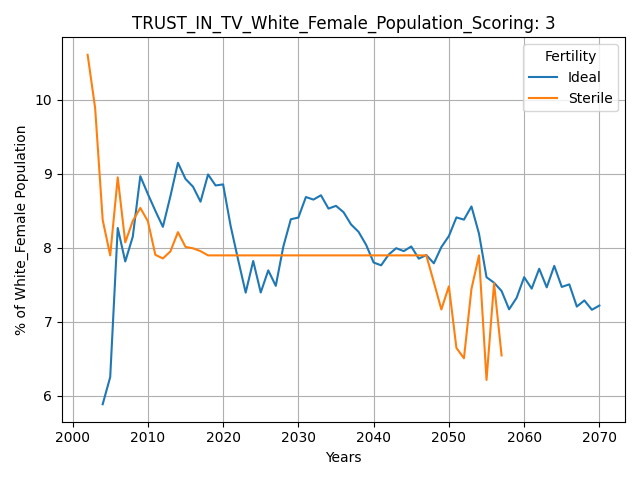 TRUST_IN_TV_White_Female_Population_Scoring: 3
Fertility
Ideal
Sterile
% of White_Female Population
10
9
8
7
6
2000 2010 2020 2030 2040 2050 2060 2070
Years